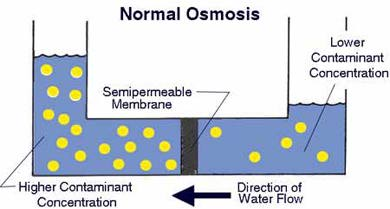 Normal Osmosis
Lower
Contaminant
Concentration
Semipermeable
Membrane
Higher Contaminant
Concentration
Direction of
Water Flow